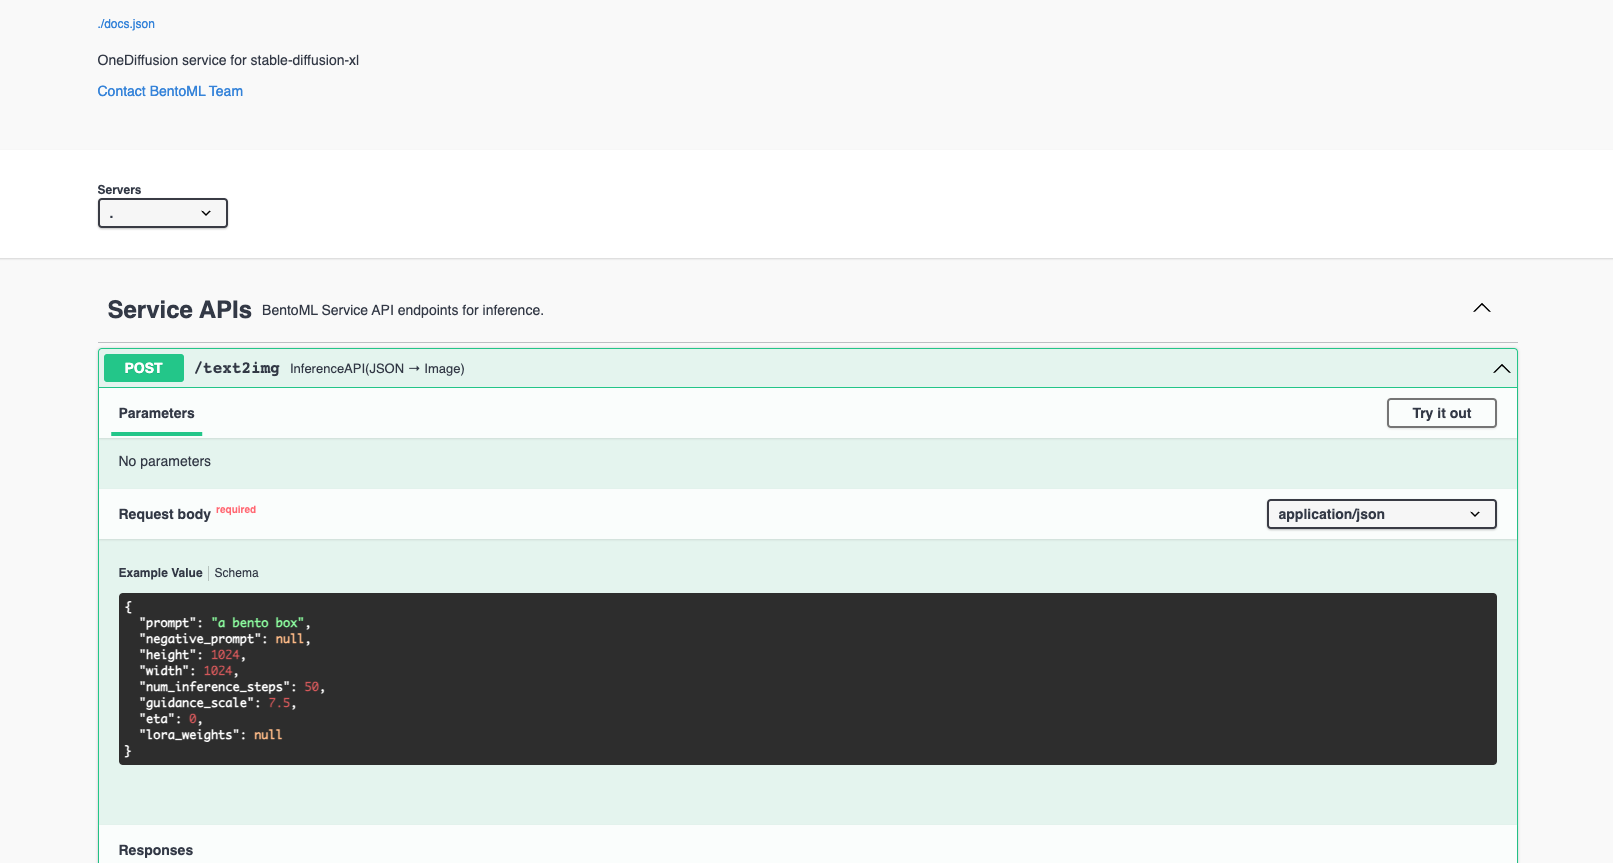 ./docs.json
OneDiffusion service for stable-diffusion-xl
Contact BentoML Team
Servers
.
Service APIs BentoML Service API endpoints for inference.
POST /text2img InferenceAPI(JSON → Image)
Parameters Try it out
No parameters
Request body required application/json
Example Value Schema
{
  "prompt": "a bento box",
  "negative_prompt": null,
  "height": 1024,
  "width": 1024,
  "num_inference_steps": 50,
  "guidance_scale": 7.5,
  "eta": 0,
  "lora_weights": null
}
Responses